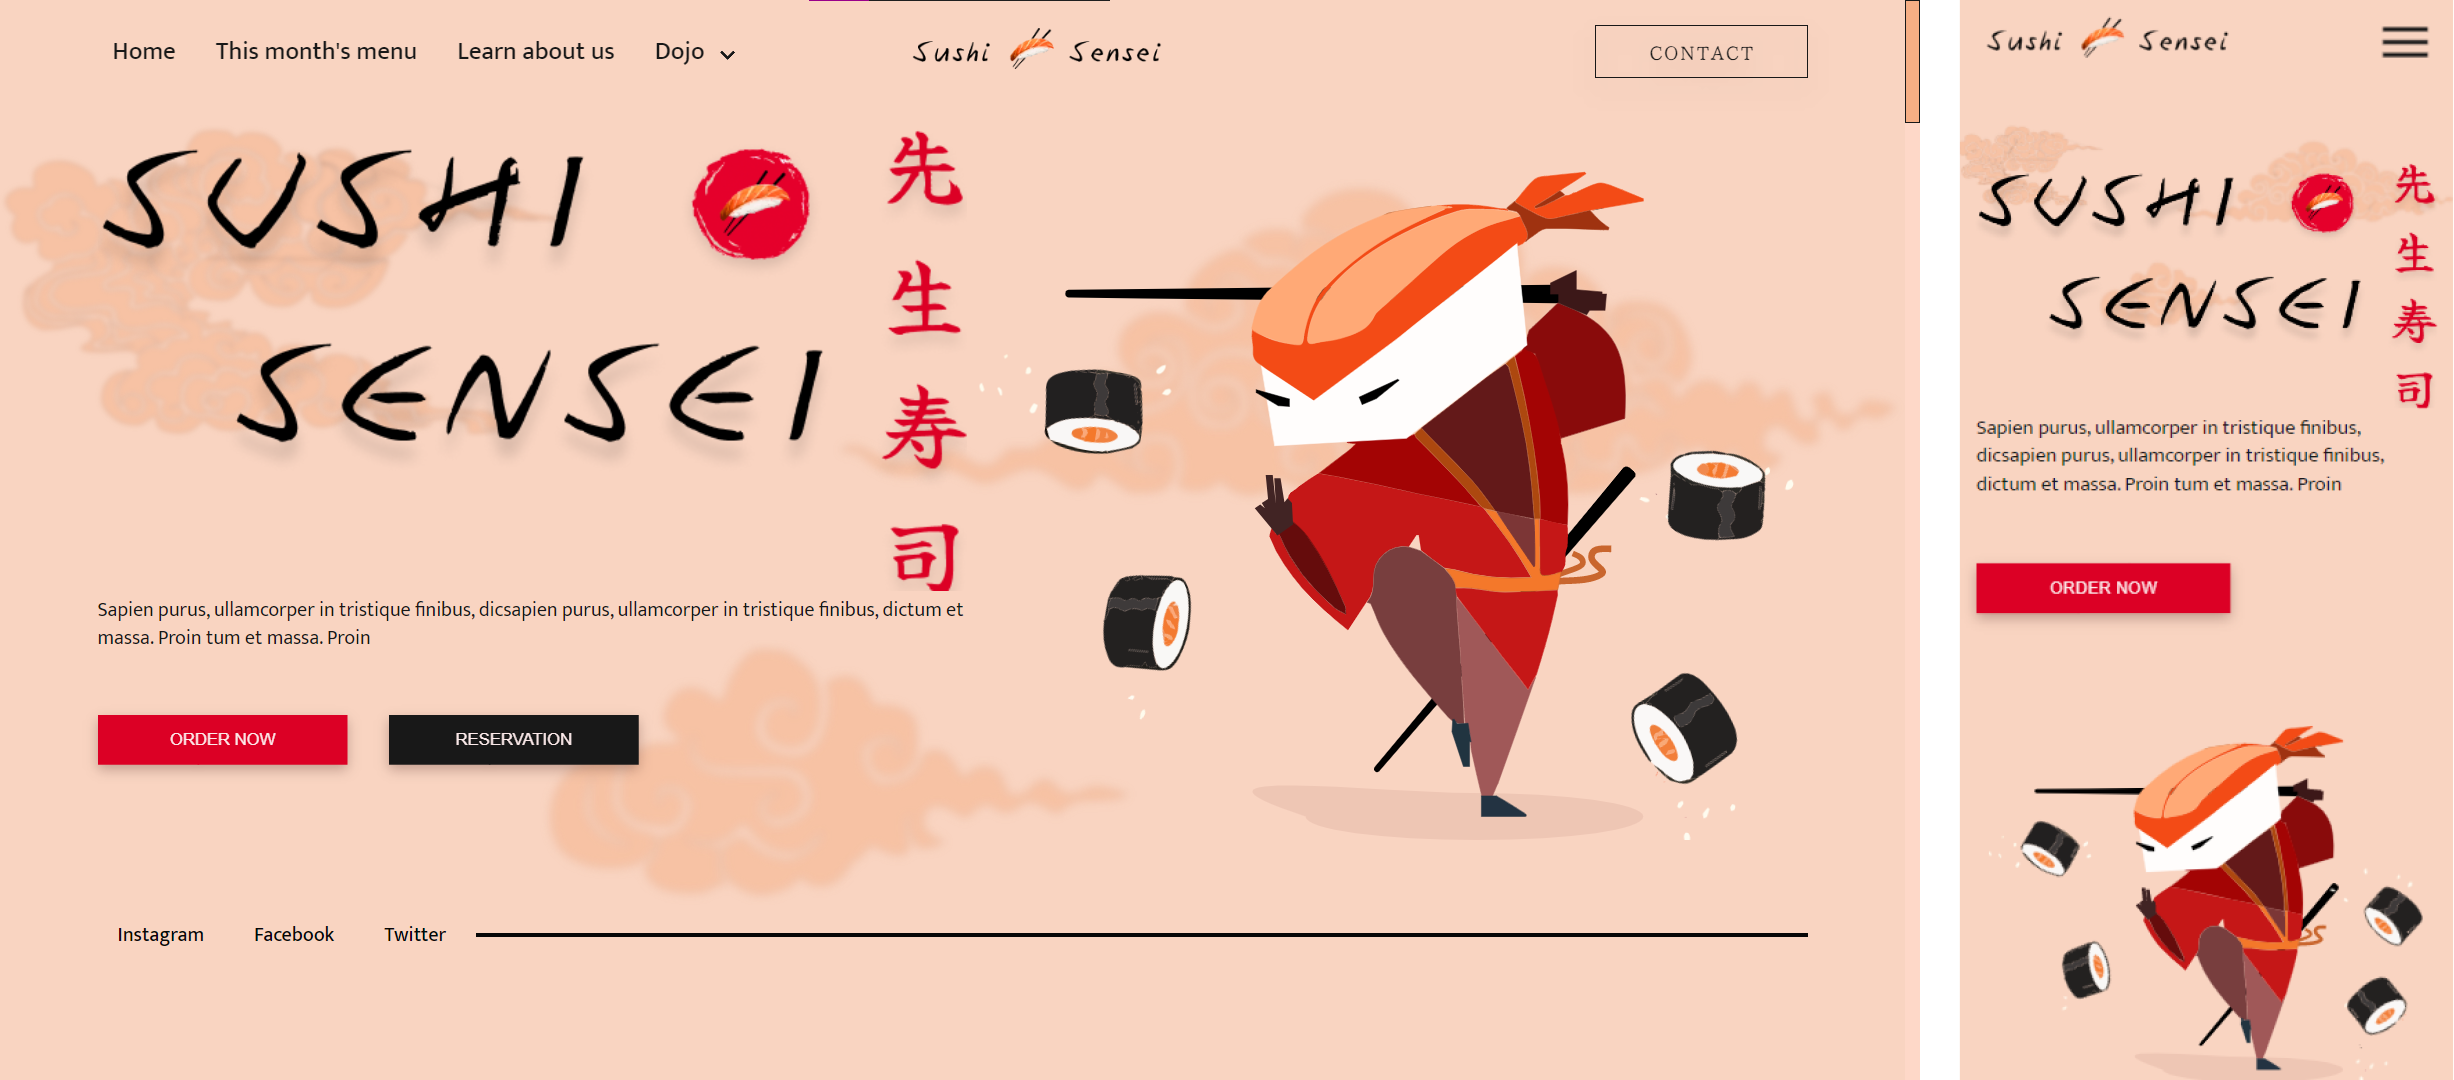 Home This month's menu Learn about us Dojo
Sushi Sensei
CONTACT
SUSHI
SENSEI
先
生
寿
司
Sapien purus, ullamcorper in tristique finibus, dicsapien purus, ullamcorper in tristique finibus, dictum et
massa. Proin tum et massa. Proin
ORDER NOW
RESERVATION
Instagram Facebook Twitter
Sushi Sensei
SUSHI
SENSEI
先
生
寿
司
Sapien purus, ullamcorper in tristique finibus,
dicsapien purus, ullamcorper in tristique finibus,
dictum et massa. Proin tum et massa. Proin
ORDER NOW